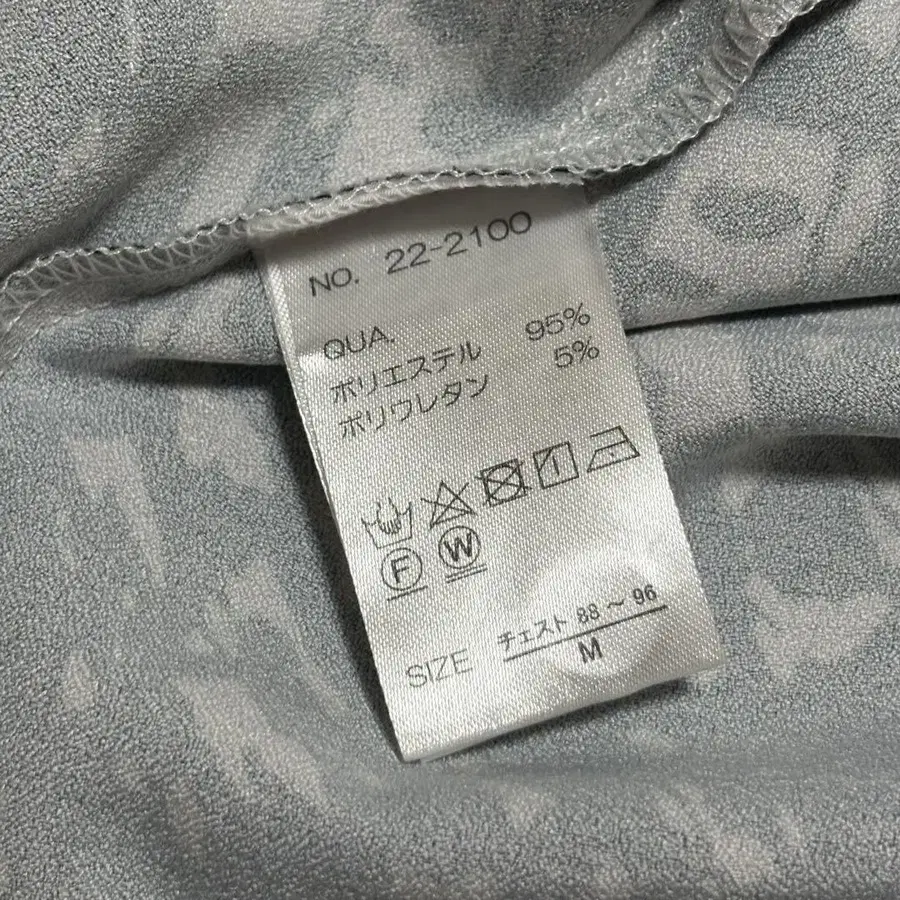 NO. 22-2100
QUA.
ポリエステル 95%
ポリウレタン 5%
F W
SIZE チェスト 88～96
M